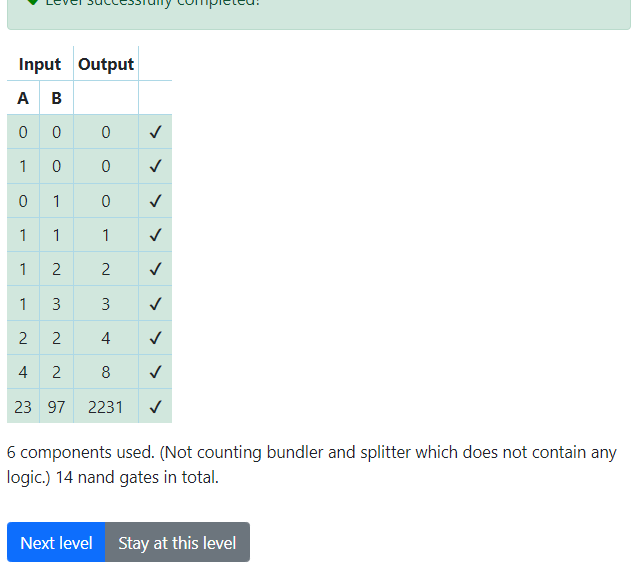 Level successfully completed!
Input Output
A B
0 0 0 ✓
1 0 0 ✓
0 1 0 ✓
1 1 1 ✓
1 2 2 ✓
1 3 3 ✓
2 2 4 ✓
4 2 8 ✓
23 97 2231 ✓
6 components used. (Not counting bundler and splitter which does not contain any
logic.) 14 nand gates in total.
Next level Stay at this level